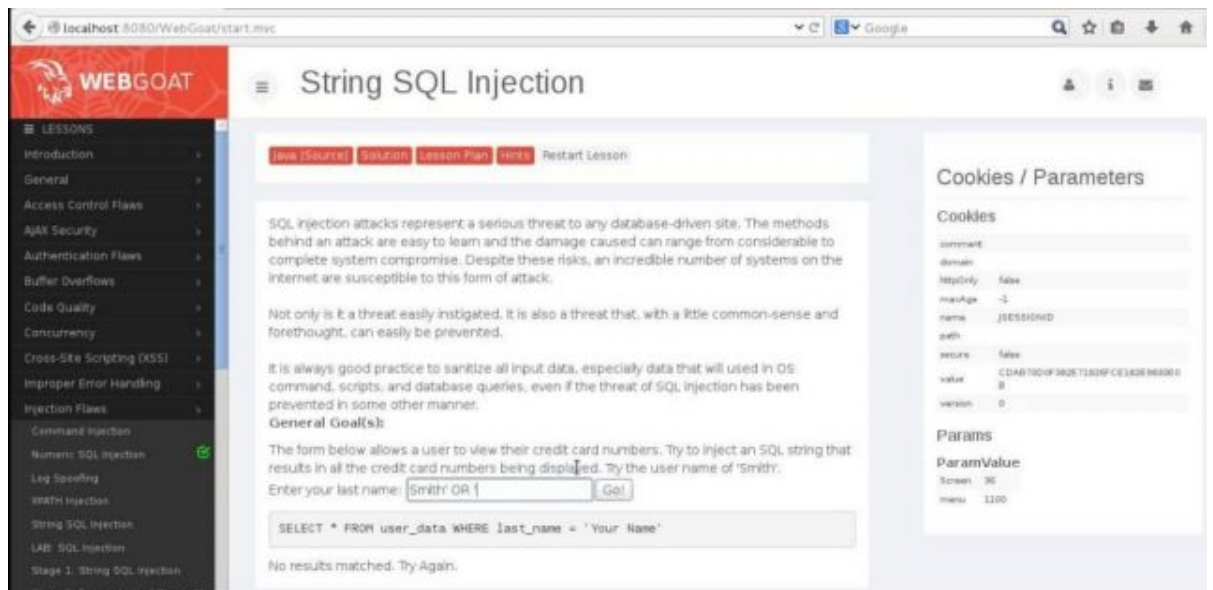 localhost:8080/WebGoat/start.mvc
Google
WEBGOAT
String SQL Injection
LESSONS
Introduction
General
Access Control Flaws
AJAX Security
Authentication Flaws
Buffer Overflows
Code Quality
Concurrency
Cross-Site Scripting (XSS)
Improper Error Handling
Injection Flaws
Command Injection
Numeric SQL Injection
Log Spoofing
XPATH Injection
String SQL Injection
LAB: SQL Injection
Stage 1: String SQL Injection
Java [Source] Solution Lesson Plan Hints Restart Lesson
SQL injection attacks represent a serious threat to any database-driven site. The methods
behind an attack are easy to learn and the damage caused can range from considerable to
complete system compromise. Despite these risks, an incredible number of systems on the
internet are susceptible to this form of attack.
Not only is it a threat easily instigated, it is also a threat that, with a little common-sense and
forethought, can easily be prevented.
It is always good practice to sanitize all input data, especially data that will used in OS
command, scripts, and database queries, even if the threat of SQL injection has been
prevented in some other manner.
General Goal(s):
The form below allows a user to view their credit card numbers. Try to inject an SQL string that
results in all the credit card numbers being displayed. Try the user name of 'Smith'.
Enter your last name: Smith' OR ' Go!
SELECT * FROM user_data WHERE last_name = 'Your Name'
No results matched. Try Again.
Cookies / Parameters
Cookies
comment
domain
httpOnly false
maxAge -1
name JSESSIONID
path
secure false
value
version 0
Params
ParamValue
Screen 36
menu 1100